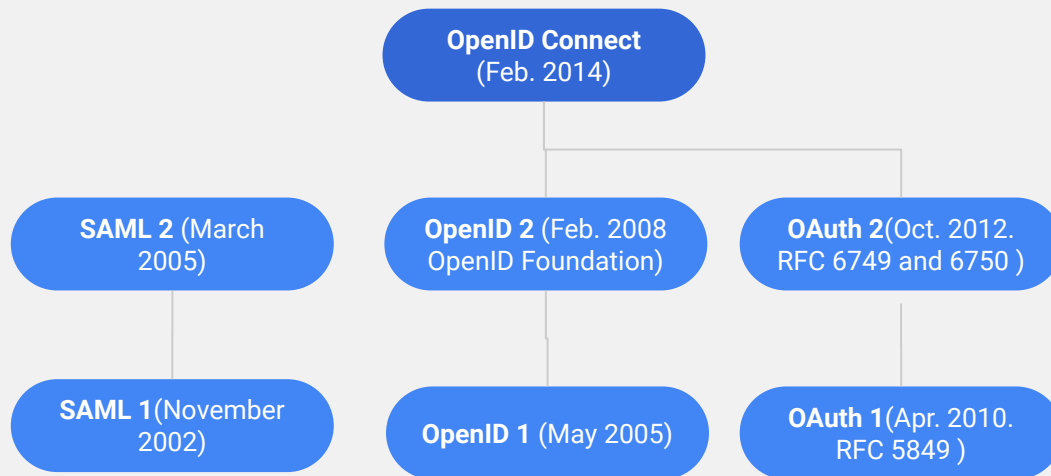 OpenID Connect
(Feb. 2014)
SAML 2 (March
2005)
OpenID 2 (Feb. 2008
OpenID Foundation)
OAuth 2(Oct. 2012.
RFC 6749 and 6750 )
SAML 1(November
2002)
OpenID 1 (May 2005)
OAuth 1(Apr. 2010.
RFC 5849 )